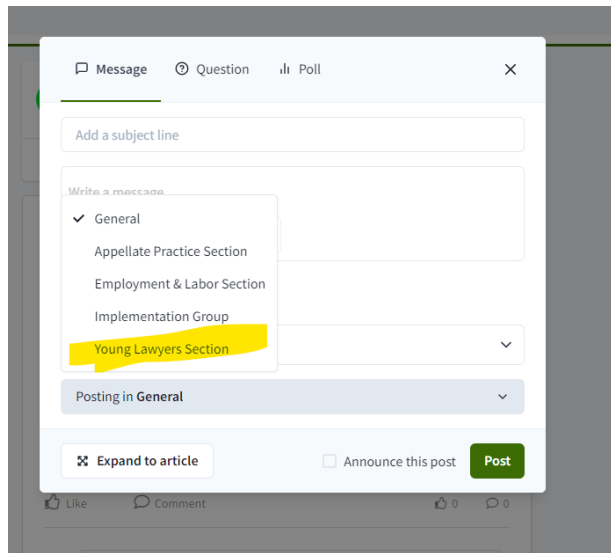 Message Question Poll
Add a subject line
Write a message
General
Appellate Practice Section
Employment & Labor Section
Implementation Group
Young Lawyers Section
Posting in General
Expand to article Announce this post Post
Like Comment 0 0